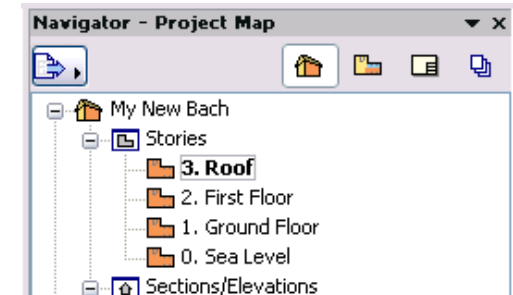 Navigator - Project Map
My New Bach
Stories
3. Roof
2. First Floor
1. Ground Floor
0. Sea Level
Sections/Elevations